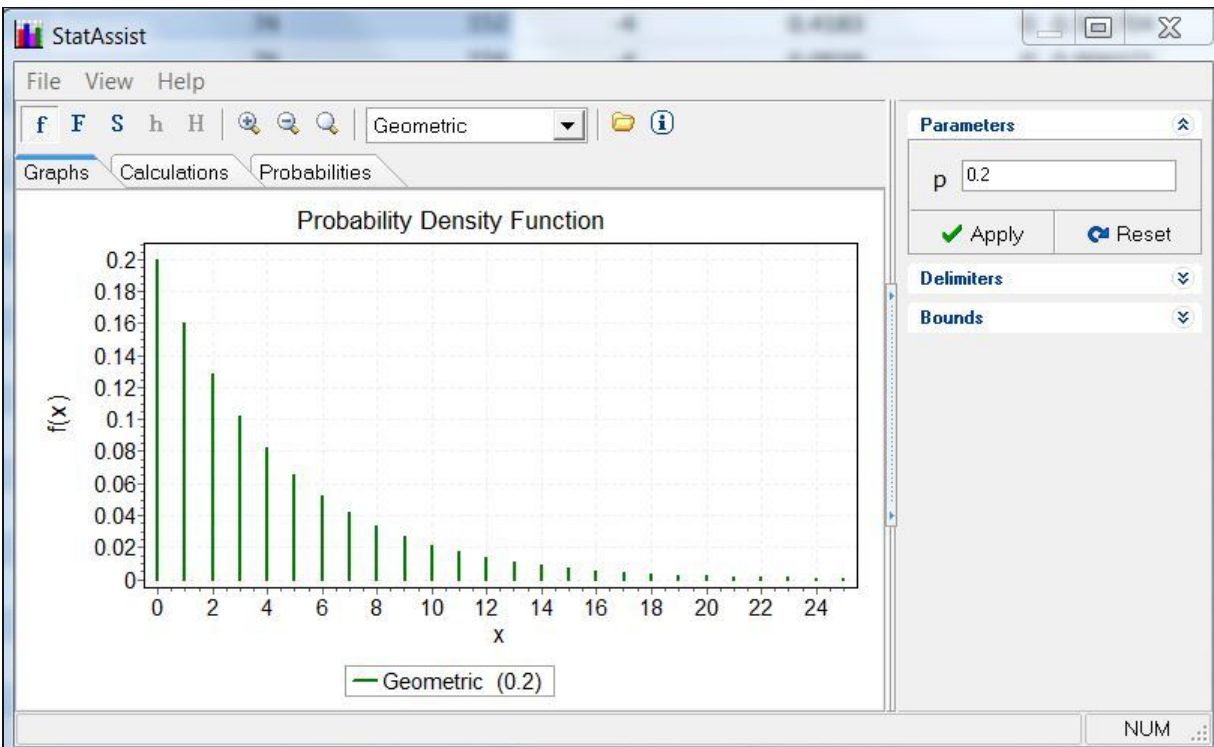 StatAssist
File View Help
f F S h H Geometric
Graphs Calculations Probabilities
Probability Density Function
0.2
0.18
0.16
0.14
0.12
0.1
0.08
0.06
0.04
0.02
0
f(x)
0 2 4 6 8 10 12 14 16 18 20 22 24
x
Geometric (0.2)
Parameters
p 0.2
Apply Reset
Delimiters
Bounds
NUM